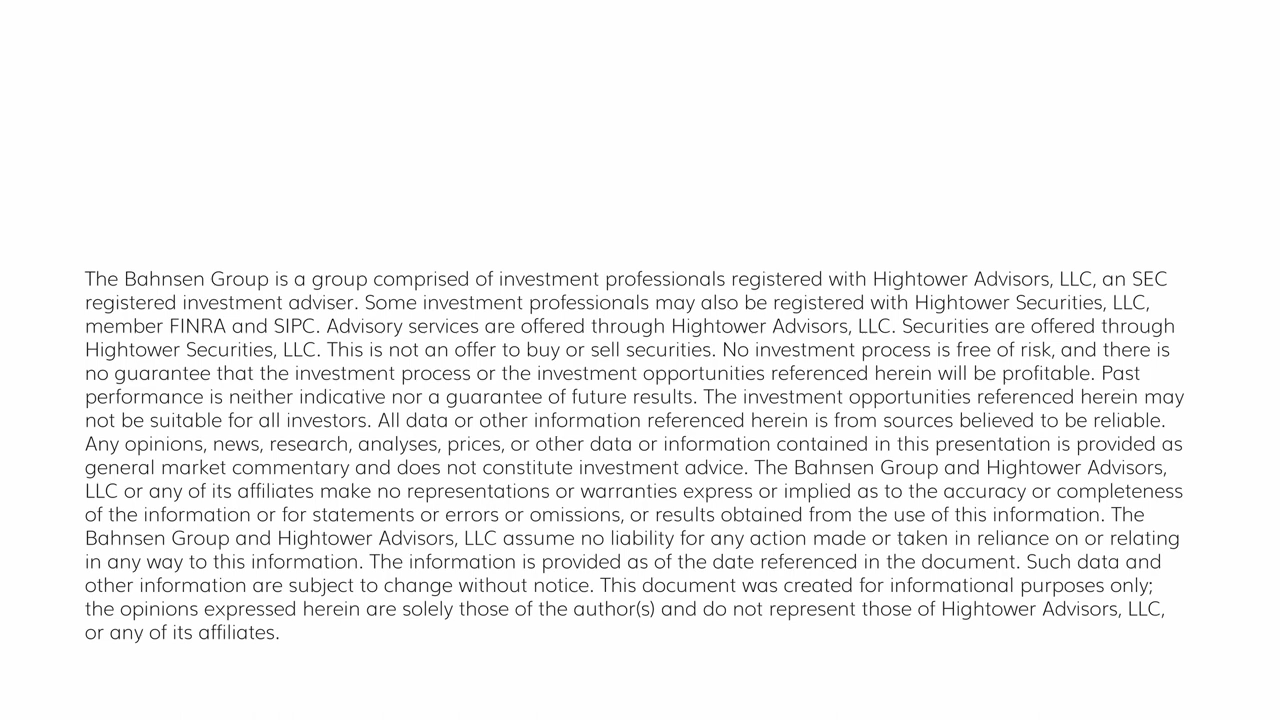 The Bahnsen Group is a group comprised of investment professionals registered with Hightower Advisors, LLC, an SEC
registered investment adviser. Some investment professionals may also be registered with Hightower Securities, LLC,
member FINRA and SIPC. Advisory services are offered through Hightower Advisors, LLC. Securities are offered through
Hightower Securities, LLC. This is not an offer to buy or sell securities. No investment process is free of risk, and there is
no guarantee that the investment process or the investment opportunities referenced herein will be profitable. Past
performance is neither indicative nor a guarantee of future results. The investment opportunities referenced herein may
not be suitable for all investors. All data or other information referenced herein is from sources believed to be reliable.
Any opinions, news, research, analyses, prices, or other data or information contained in this presentation is provided as
general market commentary and does not constitute investment advice. The Bahnsen Group and Hightower Advisors,
LLC or any of its affiliates make no representations or warranties express or implied as to the accuracy or completeness
of the information or for statements or errors or omissions, or results obtained from the use of this information. The
Bahnsen Group and Hightower Advisors, LLC assume no liability for any action made or taken in reliance on or relating
in any way to this information. The information is provided as of the date referenced in the document. Such data and
other information are subject to change without notice. This document was created for informational purposes only;
the opinions expressed herein are solely those of the author(s) and do not represent those of Hightower Advisors, LLC,
or any of its affiliates.